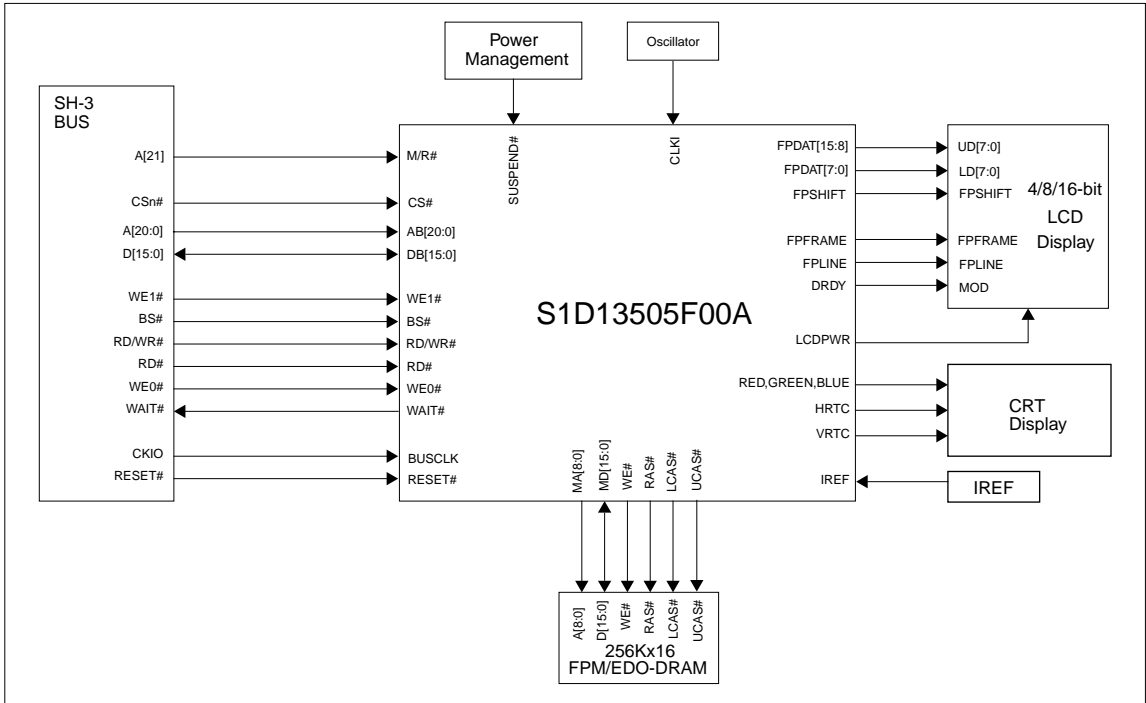 Power
Management
Oscillator
SH-3
BUS
A[21]
CSn#
A[20:0]
D[15:0]
WE1#
BS#
RD/WR#
RD#
WE0#
WAIT#
CKIO
RESET#
M/R#
CS#
AB[20:0]
DB[15:0]
WE1#
BS#
RD/WR#
RD#
WE0#
WAIT#
BUSCLK
RESET#
SUSPEND#
CLKI
S1D13505F00A
FPDAT[15:8]
FPDAT[7:0]
FPSHIFT
FPFRAME
FPLINE
DRDY
LCDPWR
RED,GREEN,BLUE
HRTC
VRTC
IREF
UD[7:0]
LD[7:0]
FPSHIFT
FPFRAME
FPLINE
MOD
4/8/16-bit
LCD
Display
CRT
Display
IREF
MA[8:0]
MD[15:0]
WE#
RAS#
LCAS#
UCAS#
A[8:0]
D[15:0]
WE#
RAS#
LCAS#
UCAS#
256Kx16
FPM/EDO-DRAM